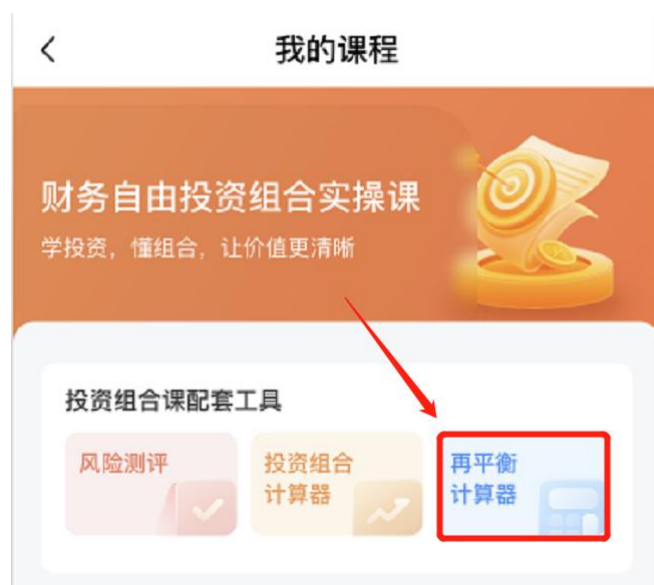 我的课程
财务自由投资组合实操课
学投资，懂组合，让价值更清晰
投资组合课配套工具
风险测评
投资组合
计算器
再平衡
计算器